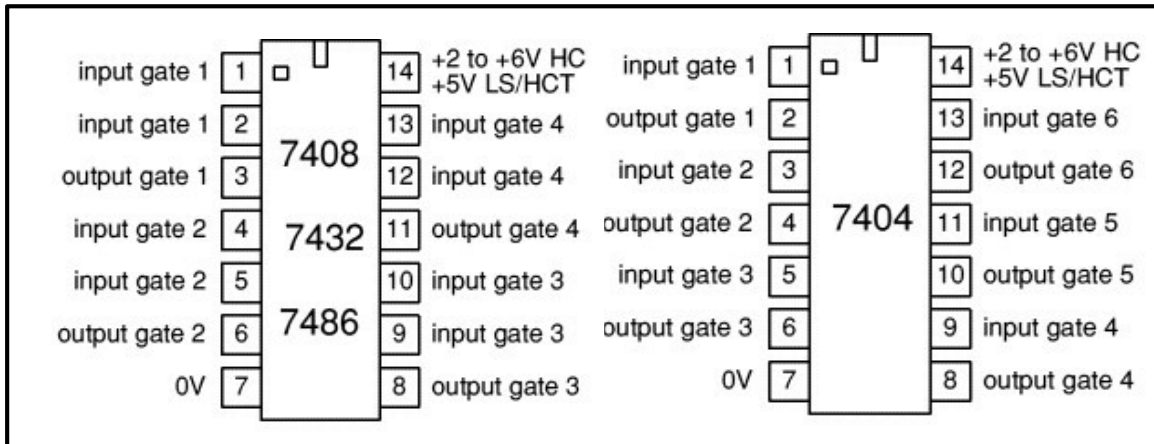 input gate 1 1 14 +2 to +6V HC
+5V LS/HCT
input gate 1 2 13 input gate 4
7408
output gate 1 3 12 input gate 4
input gate 2 4 7432 11 output gate 4
input gate 2 5 10 input gate 3
7486
output gate 2 6 9 input gate 3
0V 7 8 output gate 3
input gate 1 1 14 +2 to +6V HC
+5V LS/HCT
output gate 1 2 13 input gate 6
input gate 2 3 12 output gate 6
output gate 2 4 7404 11 input gate 5
input gate 3 5 10 output gate 5
output gate 3 6 9 input gate 4
0V 7 8 output gate 4